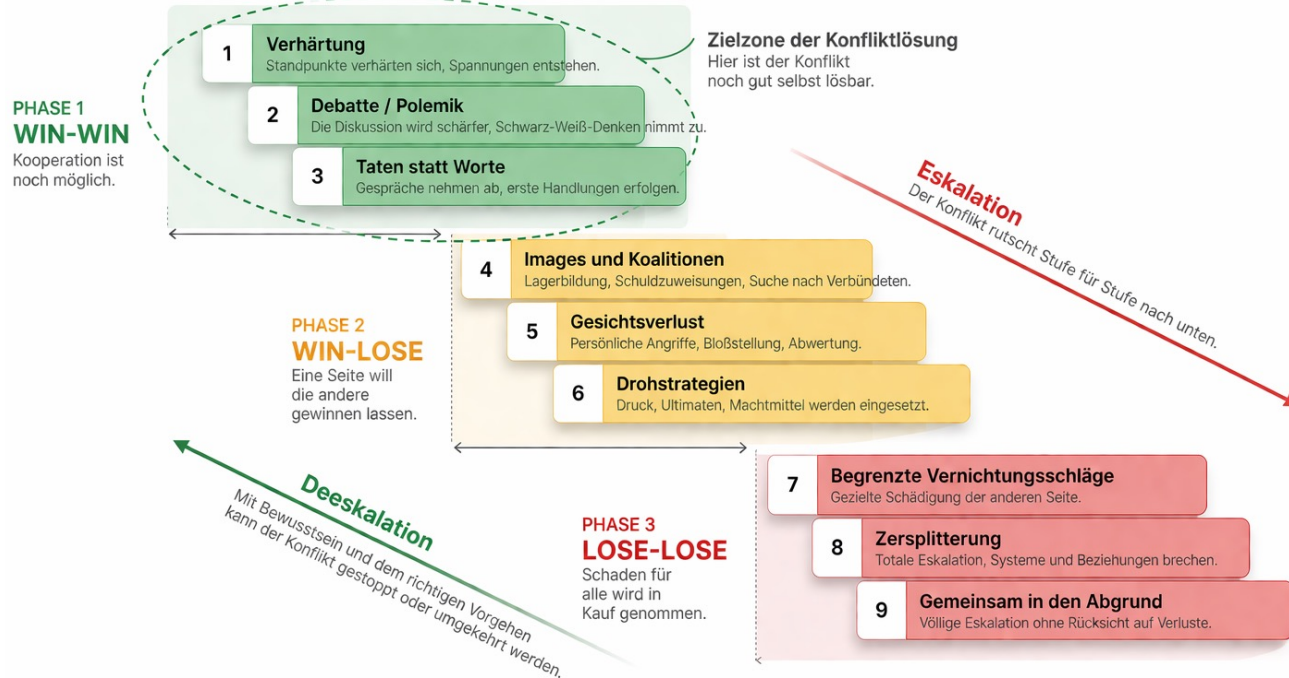 PHASE 1
WIN-WIN
Kooperation ist
noch möglich.
1
Verhärtung
Standpunkte verhärten sich, Spannungen entstehen.
2
Debatte / Polemik
Die Diskussion wird schärfer, Schwarz-Weiß-Denken nimmt zu.
3
Taten statt Worte
Gespräche nehmen ab, erste Handlungen erfolgen.
Zielzone der Konfliktlösung
Hier ist der Konflikt
noch gut selbst lösbar.
Eskalation
Der Konflikt rutscht Stufe für Stufe nach unten.
PHASE 2
WIN-LOSE
Eine Seite will
die andere
gewinnen lassen.
4
Images und Koalitionen
Lagerbildung, Schuldzuweisungen, Suche nach Verbündeten.
5
Gesichtsverlust
Persönliche Angriffe, Bloßstellung, Abwertung.
6
Drohstrategien
Druck, Ultimaten, Machtmittel werden eingesetzt.
Deeskalation
Mit Bewusstsein und dem richtigen Vorgehen
kann der Konflikt gestoppt oder umgekehrt werden.
PHASE 3
LOSE-LOSE
Schaden für
alle wird in
Kauf genommen.
7
Begrenzte Vernichtungsschläge
Gezielte Schädigung der anderen Seite.
8
Zersplitterung
Totale Eskalation, Systeme und Beziehungen brechen.
9
Gemeinsam in den Abgrund
Völlige Eskalation ohne Rücksicht auf Verluste.